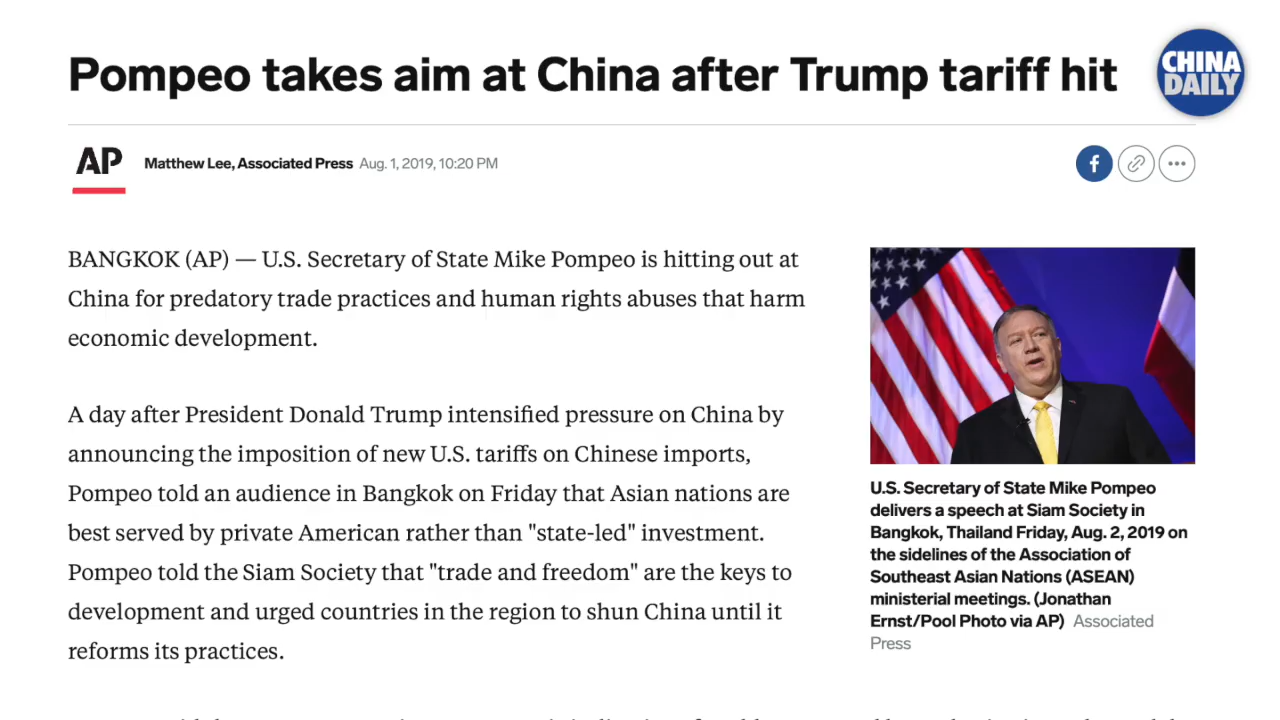 Pompeo takes aim at China after Trump tariff hit
CHINA
DAILY
AP
Matthew Lee, Associated Press Aug. 1, 2019, 10:20 PM
f
BANGKOK (AP) — U.S. Secretary of State Mike Pompeo is hitting out at
China for predatory trade practices and human rights abuses that harm
economic development.
A day after President Donald Trump intensified pressure on China by
announcing the imposition of new U.S. tariffs on Chinese imports,
Pompeo told an audience in Bangkok on Friday that Asian nations are
best served by private American rather than "state-led" investment.
Pompeo told the Siam Society that "trade and freedom" are the keys to
development and urged countries in the region to shun China until it
reforms its practices.
U.S. Secretary of State Mike Pompeo
delivers a speech at Siam Society in
Bangkok, Thailand Friday, Aug. 2, 2019 on
the sidelines of the Association of
Southeast Asian Nations (ASEAN)
ministerial meetings. (Jonathan
Ernst/Pool Photo via AP) Associated
Press